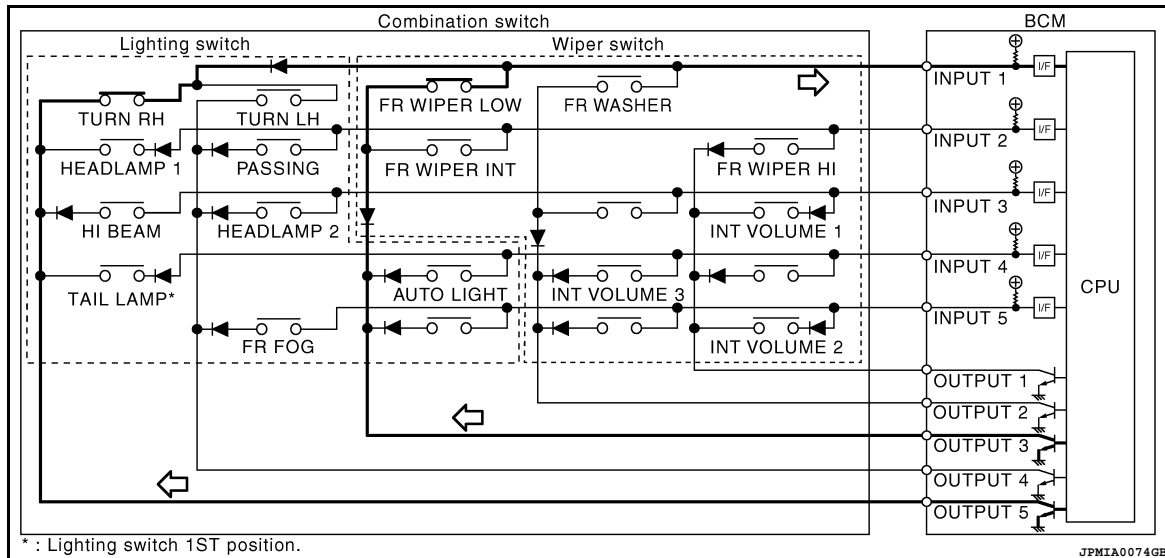 Combination switch
BCM
Lighting switch
Wiper switch
INPUT 1
I/F
TURN RH
TURN LH
FR WIPER LOW
FR WASHER
INPUT 2
I/F
HEADLAMP 1
PASSING
FR WIPER INT
FR WIPER HI
INPUT 3
I/F
HI BEAM
HEADLAMP 2
INT VOLUME 1
INPUT 4
I/F
TAIL LAMP*
AUTO LIGHT
INT VOLUME 3
CPU
INPUT 5
I/F
FR FOG
INT VOLUME 2
OUTPUT 1
OUTPUT 2
OUTPUT 3
OUTPUT 4
OUTPUT 5
* : Lighting switch 1ST position.
JPMIA0074GB